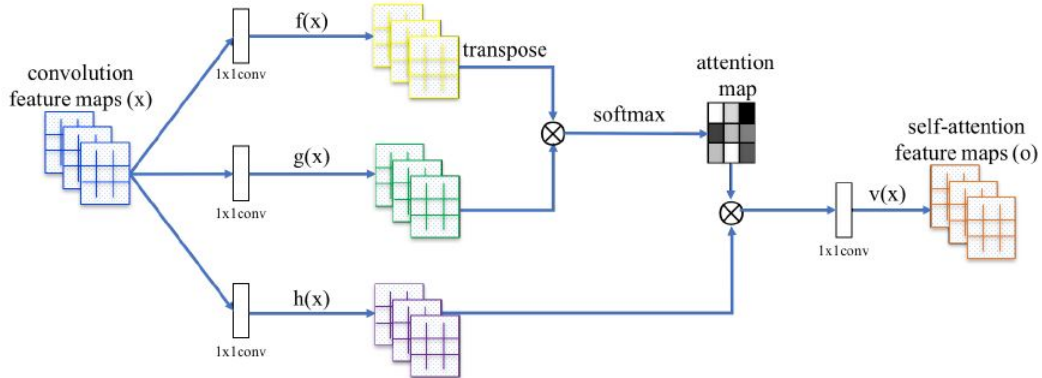 f(x)
transpose
1x1conv
convolution
feature maps (x)
attention
map
softmax
g(x)
self-attention
feature maps (o)
1x1conv
v(x)
1x1conv
h(x)
1x1conv